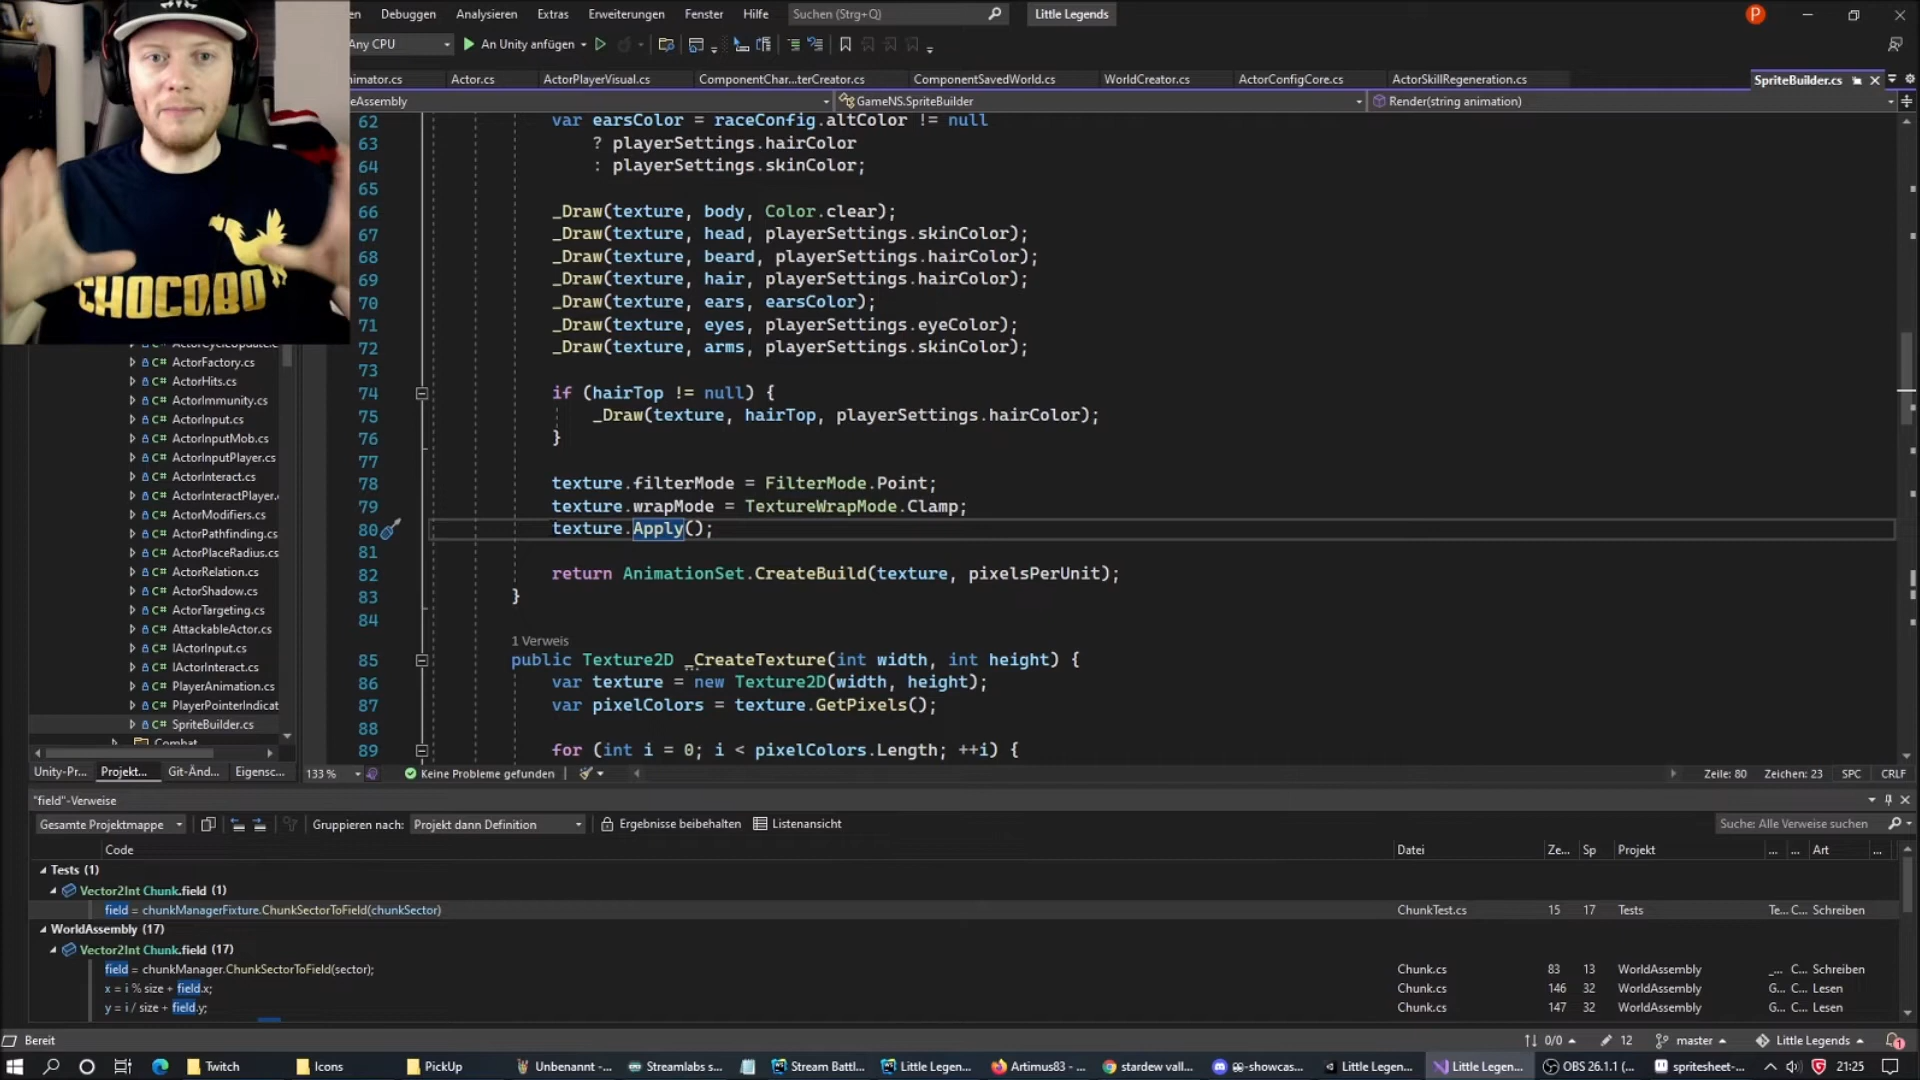 en Debuggen Analysieren Extras Erweiterungen Fenster Hilfe Suchen (Strg+Q) Little Legends P
Any CPU An Unity anfügen
nimator.cs Actor.cs ActorPlayerVisual.cs ComponentChar...terCreator.cs ComponentSavedWorld.cs WorldCreator.cs ActorConfigCore.cs ActorSkillRegeneration.cs SpriteBuilder.cs
eAssembly GameNS.SpriteBuilder Render(string animation)
CHOCOBO
62 var earsColor = raceConfig.altColor != null
63 ? playerSettings.hairColor
64 : playerSettings.skinColor;
65
66 _Draw(texture, body, Color.clear);
67 _Draw(texture, head, playerSettings.skinColor);
68 _Draw(texture, beard, playerSettings.hairColor);
69 _Draw(texture, hair, playerSettings.hairColor);
70 _Draw(texture, ears, earsColor);
71 _Draw(texture, eyes, playerSettings.eyeColor);
72 _Draw(texture, arms, playerSettings.skinColor);
73
74 if (hairTop != null) {
75 _Draw(texture, hairTop, playerSettings.hairColor);
76 }
77
78 texture.filterMode = FilterMode.Point;
79 texture.wrapMode = TextureWrapMode.Clamp;
80 texture.Apply();
81
82 return AnimationSet.CreateBuild(texture, pixelsPerUnit);
83 }
84
1 Verweis
85 public Texture2D _CreateTexture(int width, int height) {
86 var texture = new Texture2D(width, height);
87 var pixelColors = texture.GetPixels();
88
89 for (int i = 0; i < pixelColors.Length; ++i) {
C# ActorCycleUpdate.c
C# ActorFactory.cs
C# ActorHits.cs
C# ActorImmunity.cs
C# ActorInput.cs
C# ActorInputMob.cs
C# ActorInputPlayer.cs
C# ActorInteract.cs
C# ActorInteractPlayer.
C# ActorModifiers.cs
C# ActorPathfinding.cs
C# ActorPlaceRadius.cs
C# ActorRelation.cs
C# ActorShadow.cs
C# ActorTargeting.cs
C# AttackableActor.cs
C# IActorInput.cs
C# IActorInteract.cs
C# PlayerAnimation.cs
C# PlayerPointerIndicat
C# SpriteBuilder.cs
Combat
Unity-Pr... Projekt... Git-Änd... Eigensc... 133 % Keine Probleme gefunden Zeile: 80 Zeichen: 23 SPC CRLF
"field"-Verweise
Gesamte Projektmappe Gruppieren nach: Projekt dann Definition Ergebnisse beibehalten Listenansicht Suche: Alle Verweise suchen
Code Datei Ze... Sp Projekt ... ... Art ...
Tests (1)
Vector2Int Chunk.field (1)
field = chunkManagerFixture.ChunkSectorToField(chunkSector) ChunkTest.cs 15 17 Tests Te... C... Schreiben
WorldAssembly (17)
Vector2Int Chunk.field (17)
field = chunkManager.ChunkSectorToField(sector); Chunk.cs 83 13 WorldAssembly _... C... Schreiben
x = i % size + field.x; Chunk.cs 146 32 WorldAssembly G... C... Lesen
y = i / size + field.y; Chunk.cs 147 32 WorldAssembly G... C... Lesen
Bereit 0/0 12 master Little Legends 1
Twitch Icons PickUp Unbenannt -... Streamlabs s... Stream Battl... Little Legen... Artimus83 - ... stardew vall... -showcas... Little Legen... Little Legen... OBS 26.1.1 (... spritesheet-... 21:25